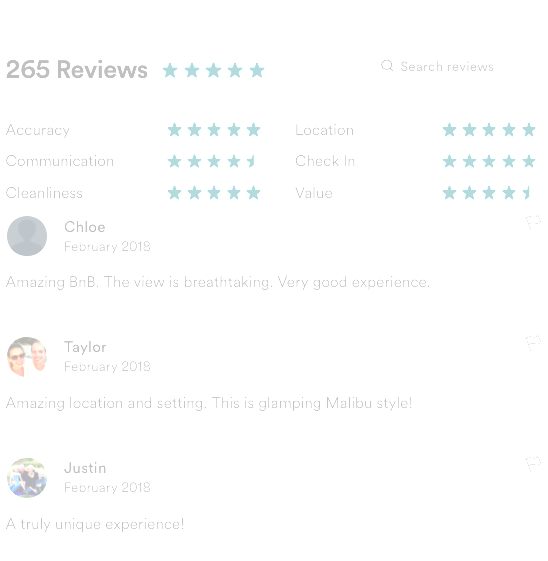 265 Reviews
Search reviews
Accuracy
Location
Communication
Check In
Cleanliness
Value
Chloe
February 2018
Amazing BnB. The view is breathtaking. Very good experience.
Taylor
February 2018
Amazing location and setting. This is glamping Malibu style!
Justin
February 2018
A truly unique experience!